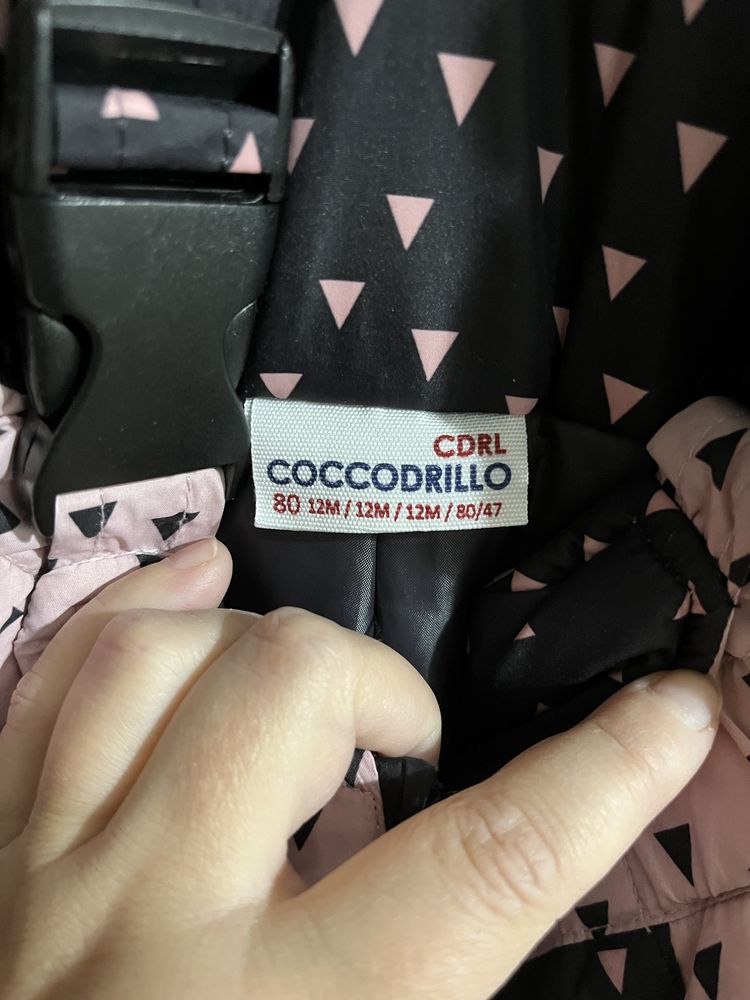 CDRL
COCCODRILLO
80 12M / 12M / 12M / 80/47